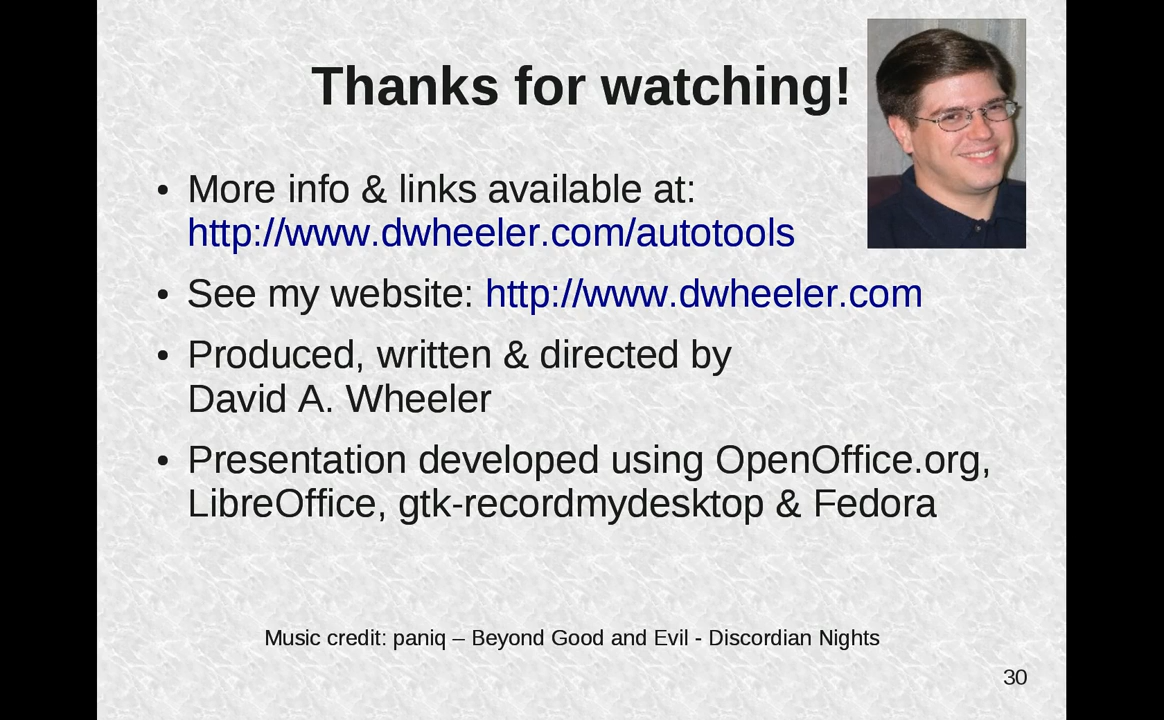 Thanks for watching!
• More info & links available at:
http://www.dwheeler.com/autotools
• See my website: http://www.dwheeler.com
• Produced, written & directed by
David A. Wheeler
• Presentation developed using OpenOffice.org,
LibreOffice, gtk-recordmydesktop & Fedora
Music credit: paniq – Beyond Good and Evil - Discordian Nights
30